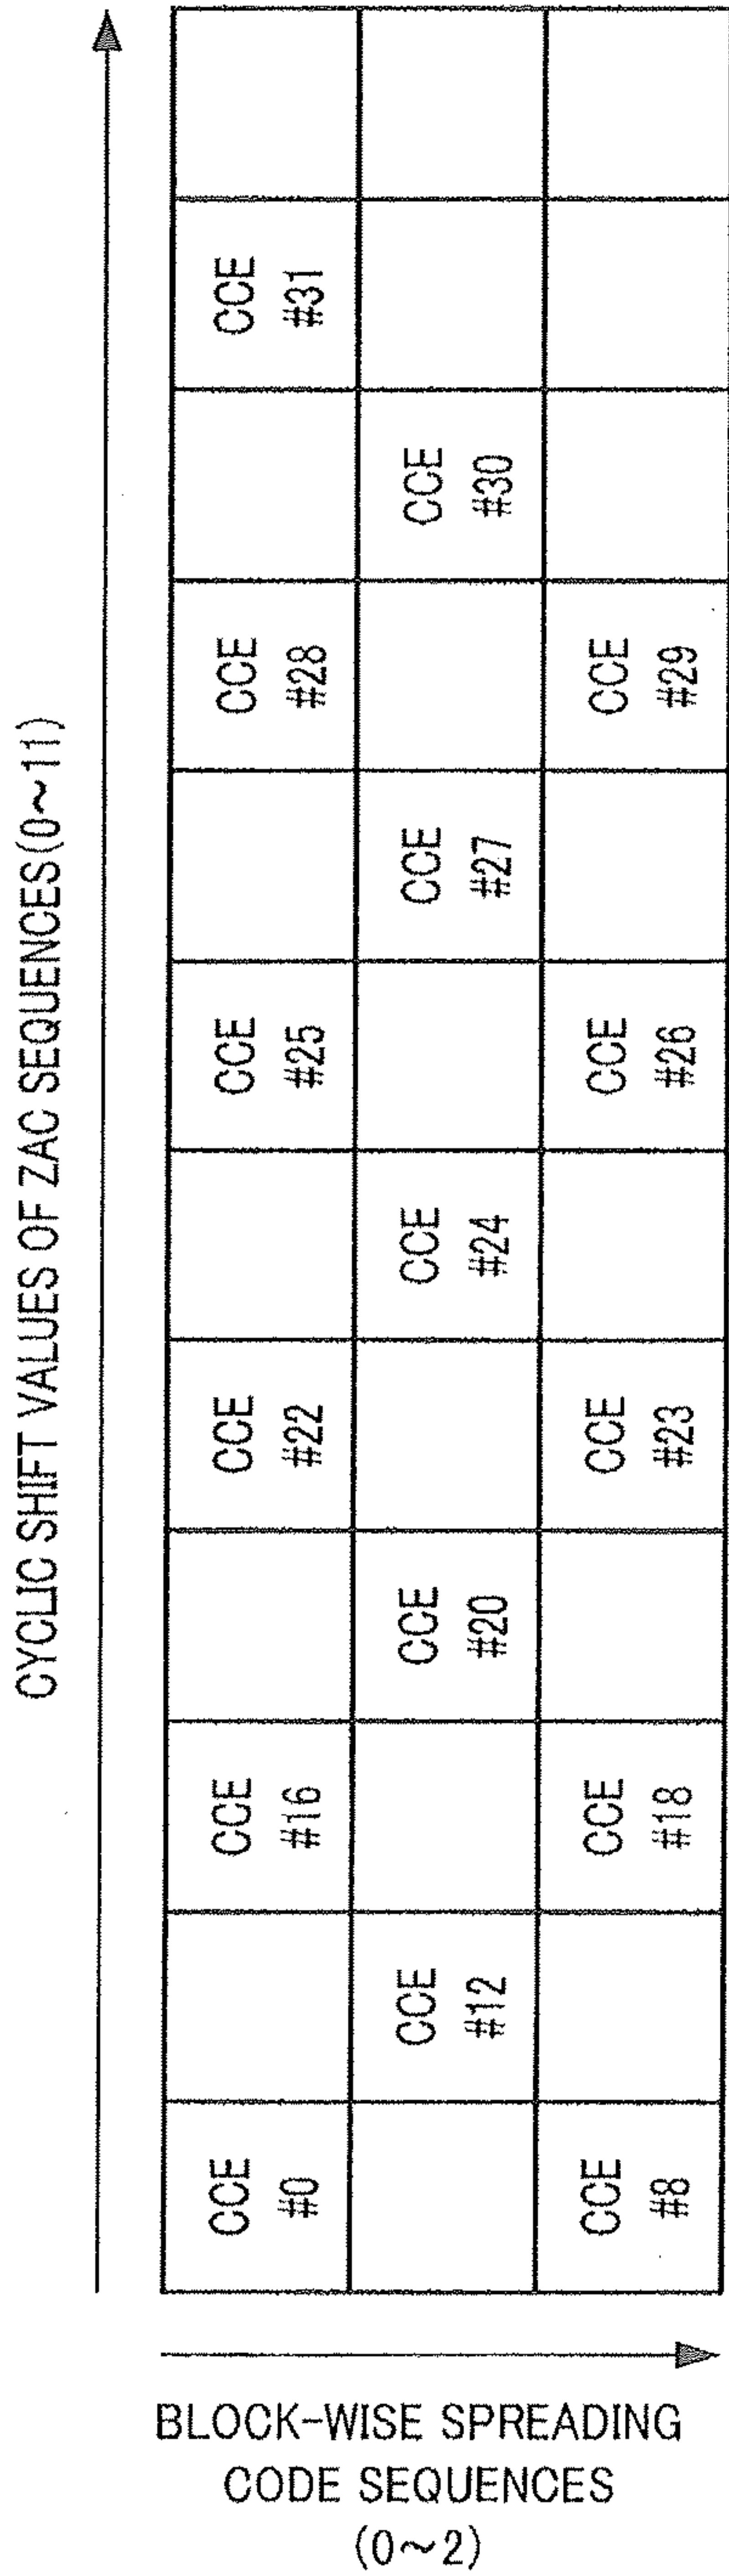 CYCLIC SHIFT VALUES OF ZAC SEQUENCES(0~11)
BLOCK-WISE SPREADING
CODE SEQUENCES
(0~2)
CCE
#0
CCE
#16
CCE
#22
CCE
#25
CCE
#28
CCE
#31
CCE
#12
CCE
#20
CCE
#24
CCE
#27
CCE
#30
CCE
#8
CCE
#18
CCE
#23
CCE
#26
CCE
#29